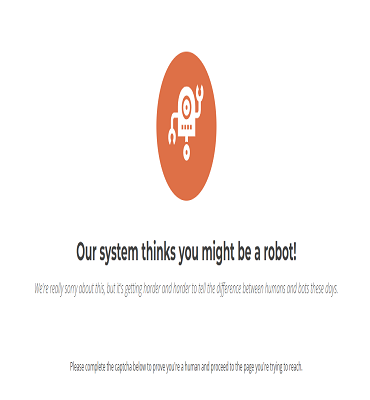 Our system thinks you might be a robot!
We're really sorry about this, but it's getting harder and harder to tell the difference between humans and bots these days.
Please complete the captcha below to prove you're a human and proceed to the page you're trying to reach.